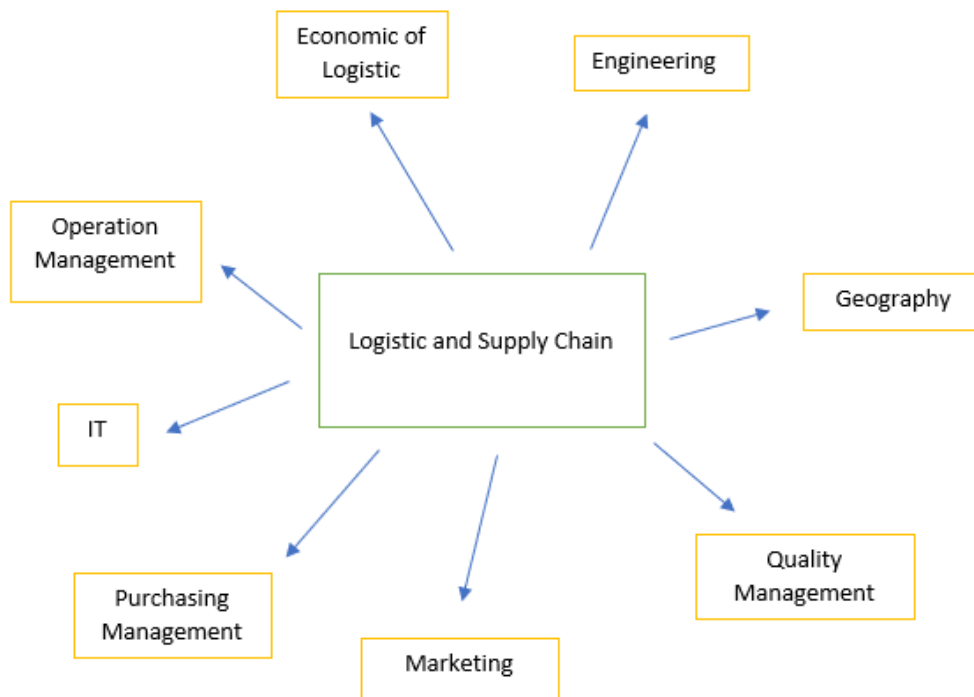 Economic of
Logistic
Engineering
Operation
Management
Geography
Logistic and Supply Chain
IT
Quality
Management
Purchasing
Management
Marketing